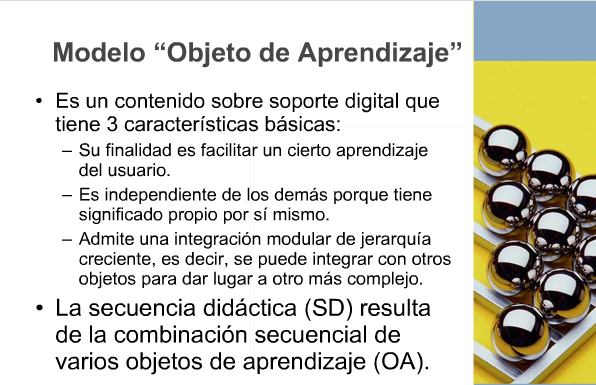 Modelo “Objeto de Aprendizaje”
• Es un contenido sobre soporte digital que
tiene 3 características básicas:
– Su finalidad es facilitar un cierto aprendizaje
del usuario.
– Es independiente de los demás porque tiene
significado propio por sí mismo.
– Admite una integración modular de jerarquía
creciente, es decir, se puede integrar con otros
objetos para dar lugar a otro más complejo.
• La secuencia didáctica (SD) resulta
de la combinación secuencial de
varios objetos de aprendizaje (OA).